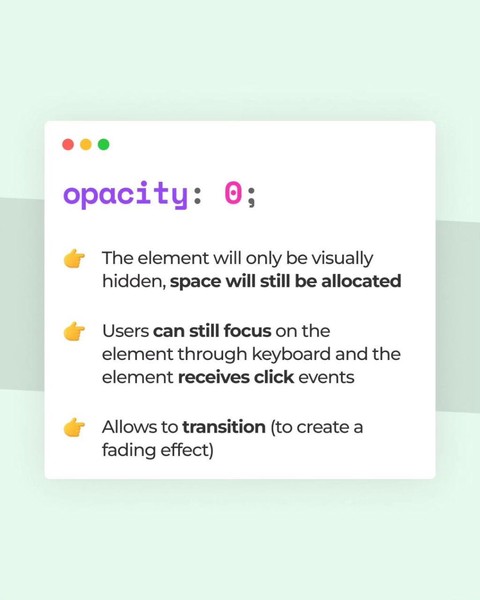 opacity: 0;
The element will only be visually
hidden, space will still be allocated
Users can still focus on the
element through keyboard and the
element receives click events
Allows to transition (to create a
fading effect)